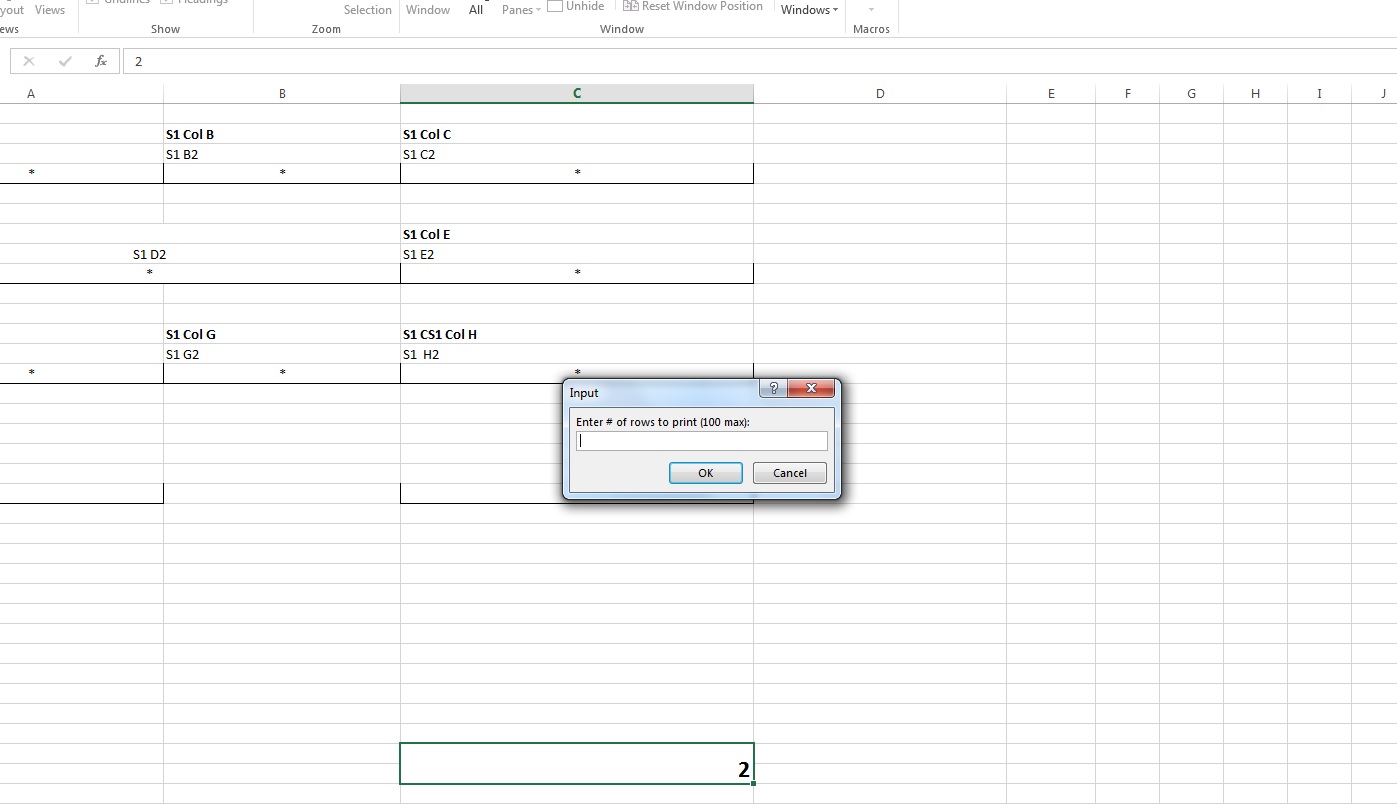 yout Views Selection Window All Panes Unhide Reset Window Position Windows
ews Show Zoom Window Macros
fx 2
A B C D E F G H I J
S1 Col B S1 Col C
S1 B2 S1 C2
* * *
S1 Col E
S1 D2 S1 E2
* *
S1 Col G S1 CS1 Col H
S1 G2 S1 H2
* * *
Input ?
Enter # of rows to print (100 max):
OK Cancel
2